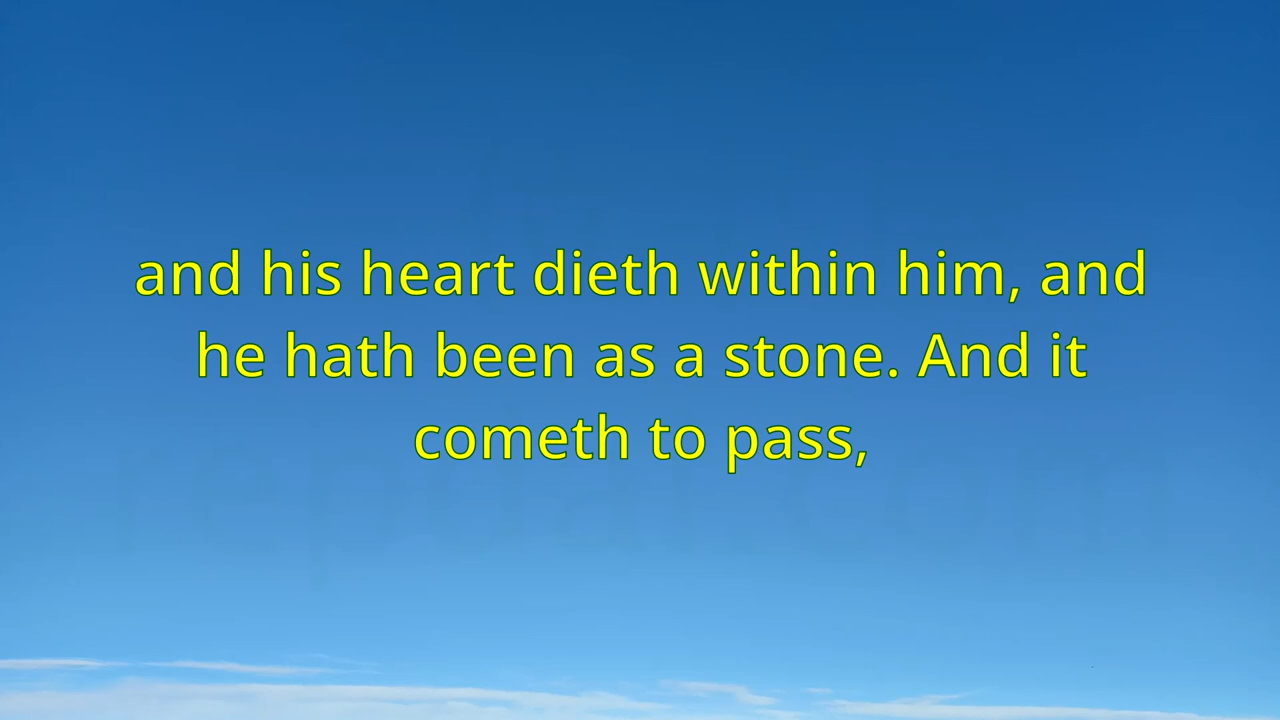 and his heart dieth within him, and
he hath been as a stone. And it
cometh to pass,